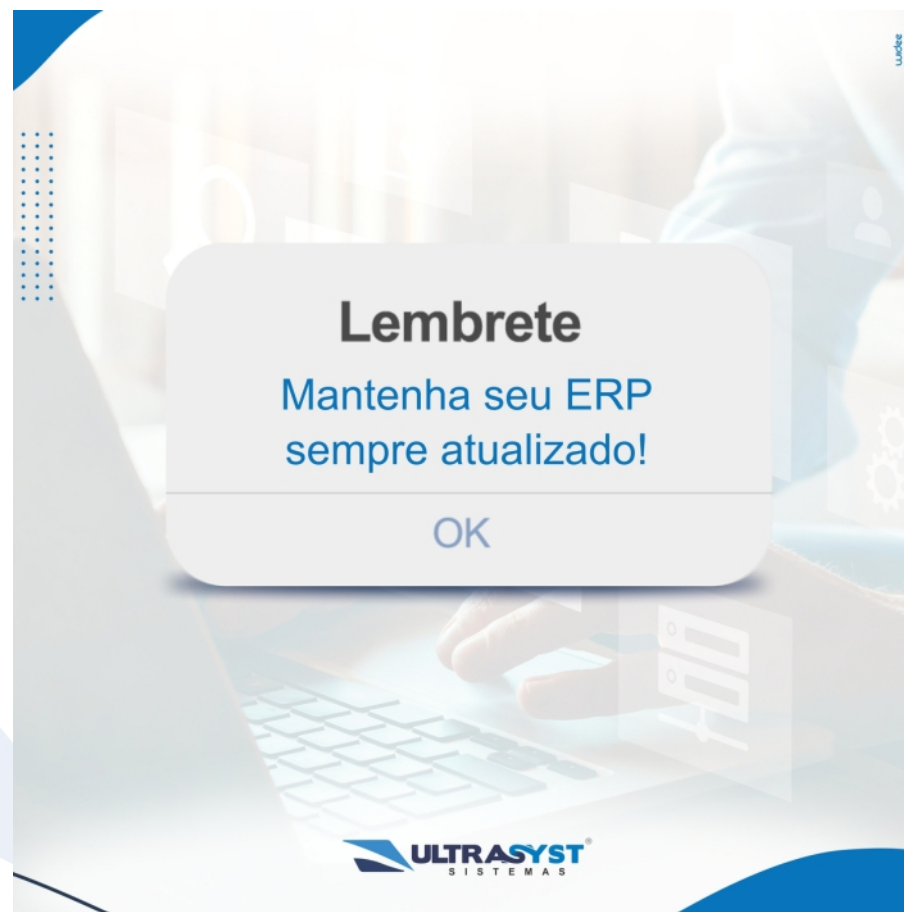 Lembrete
Mantenha seu ERP
sempre atualizado!
OK
ULTRASYST®
SISTEMAS